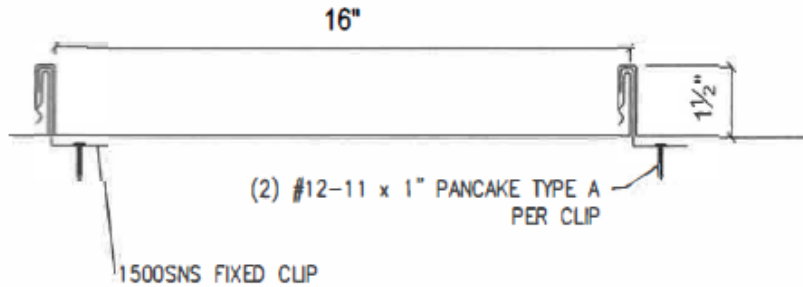 16"
1½"
(2) #12-11 x 1" PANCAKE TYPE A
PER CLIP
1500SNS FIXED CLIP